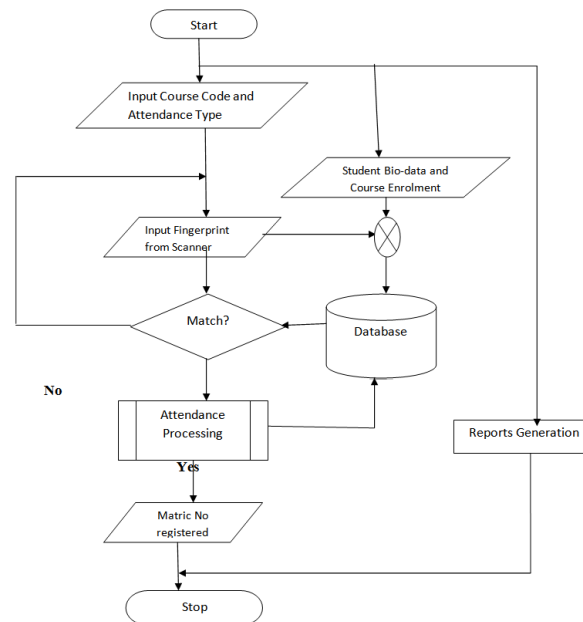 Start
Input Course Code and
Attendance Type
Student Bio-data and
Course Enrolment
Input Fingerprint
from Scanner
Match?
Database
No
Attendance
Processing
Yes
Reports Generation
Matric No
registered
Stop